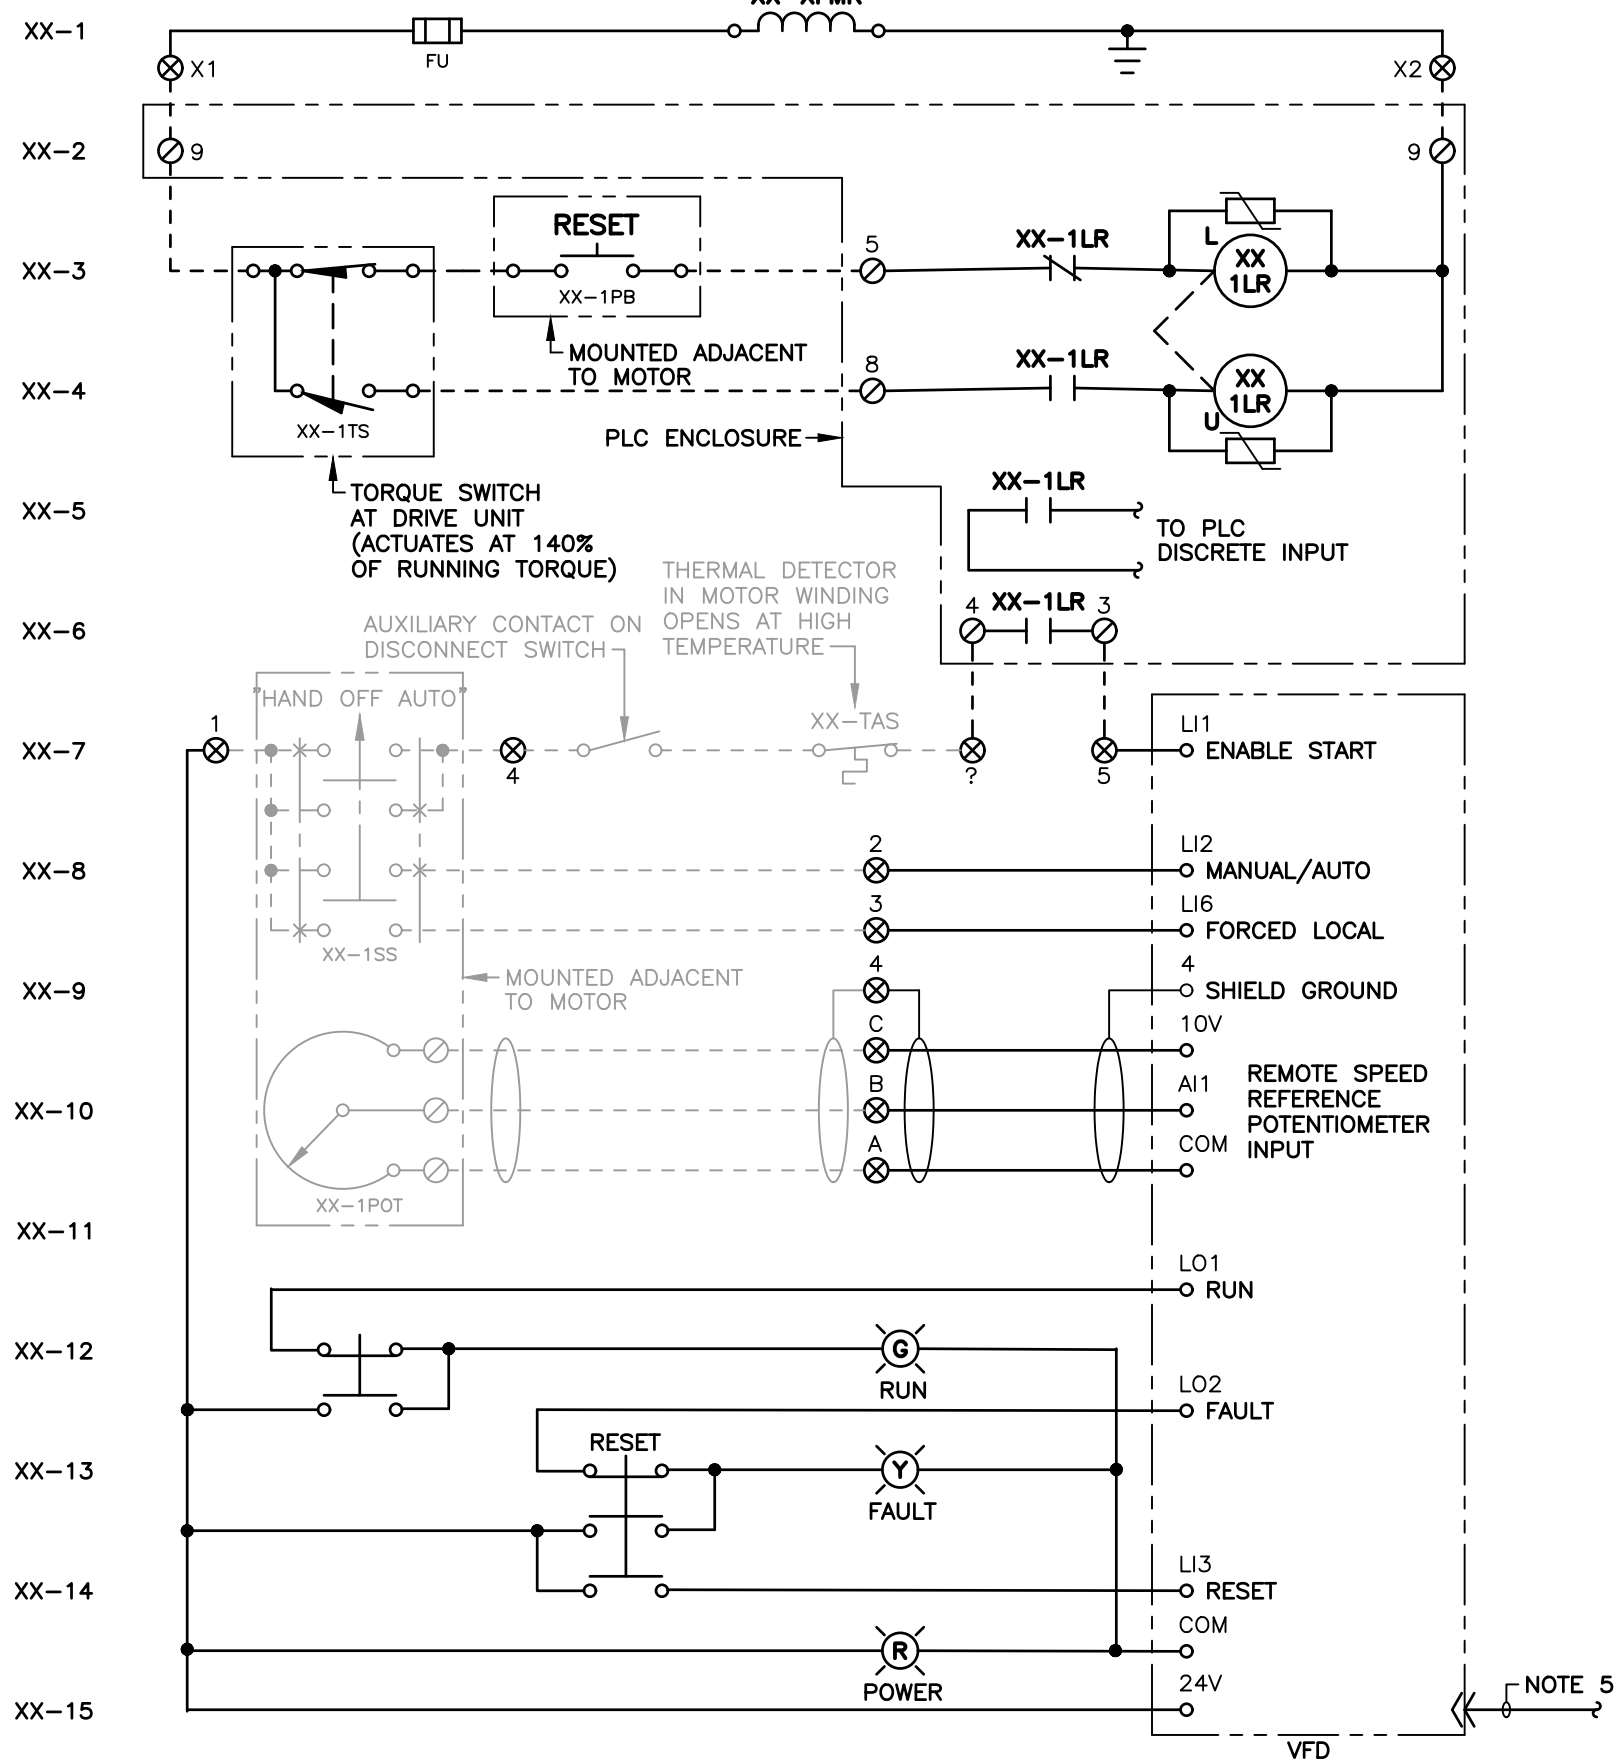 XX-1
FU
X1
X2
XX-2
9
9
RESET
XX-1LR
L
XX-3
5
XX
1LR
XX-1PB
MOUNTED ADJACENT
TO MOTOR
XX-1LR
XX-4
8
XX
1LR
U
XX-1TS
PLC ENCLOSURE
TORQUE SWITCH
AT DRIVE UNIT
(ACTUATES AT 140%
OF RUNNING TORQUE)
XX-1LR
XX-5
TO PLC
DISCRETE INPUT
THERMAL DETECTOR
IN MOTOR WINDING
OPENS AT HIGH
TEMPERATURE
AUXILIARY CONTACT ON
DISCONNECT SWITCH
4
XX-1LR
3
XX-6
"HAND OFF AUTO"
XX-TAS
1
LI1
XX-7
ENABLE START
4
?
5
2
LI2
XX-8
MANUAL/AUTO
3
LI6
FORCED LOCAL
XX-1SS
4
4
XX-9
MOUNTED ADJACENT
TO MOTOR
SHIELD GROUND
C
10V
B
AI1
XX-10
REMOTE SPEED
REFERENCE
POTENTIOMETER
INPUT
A
COM
XX-1POT
XX-11
LO1
RUN
XX-12
G
RUN
LO2
FAULT
RESET
XX-13
Y
FAULT
LI3
XX-14
RESET
COM
R
POWER
24V
XX-15
NOTE 5
VFD